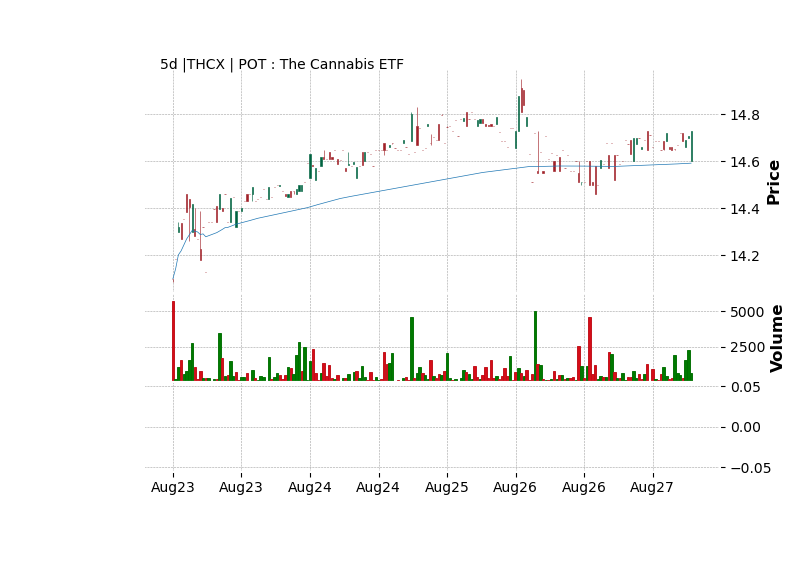 5d |THCX | POT : The Cannabis ETF
14.8
14.6
14.4
14.2
Price
5000
2500
Volume
0.05
0.00
−0.05
Aug23 Aug23 Aug24 Aug24 Aug25 Aug26 Aug26 Aug27